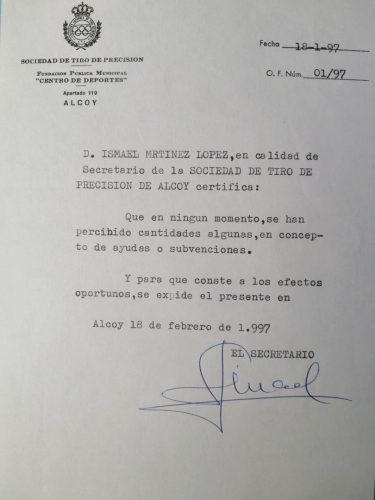 SOCIEDAD DE TIRO DE PRECISION
FUNDACION PUBLICA MUNICIPAL
"CENTRO DE DEPORTES"
Apartado 119
ALCOY
Fecha 18-1-97
O. F. Núm. 01/97
D. ISMAEL MRTINEZ LOPEZ,en calidad de
Secretario de la SOCIEDAD DE TIRO DE
PRECISION DE ALCOY certifica:
Que en ningun momento,se han
percibido cantidades algunas,en concep-
to de ayudas o subvenciones.
Y para que conste a los efectos
oportunos,se expide el presente en
Alcoy 18 de febrero de 1.997
EL SECRETARIO